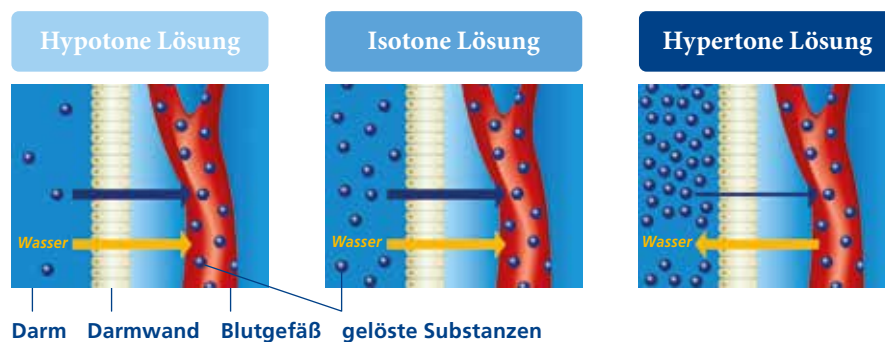 Hypotone Lösung
Isotone Lösung
Hypertone Lösung
Wasser
Wasser
Wasser
Darm Darmwand Blutgefäß gelöste Substanzen